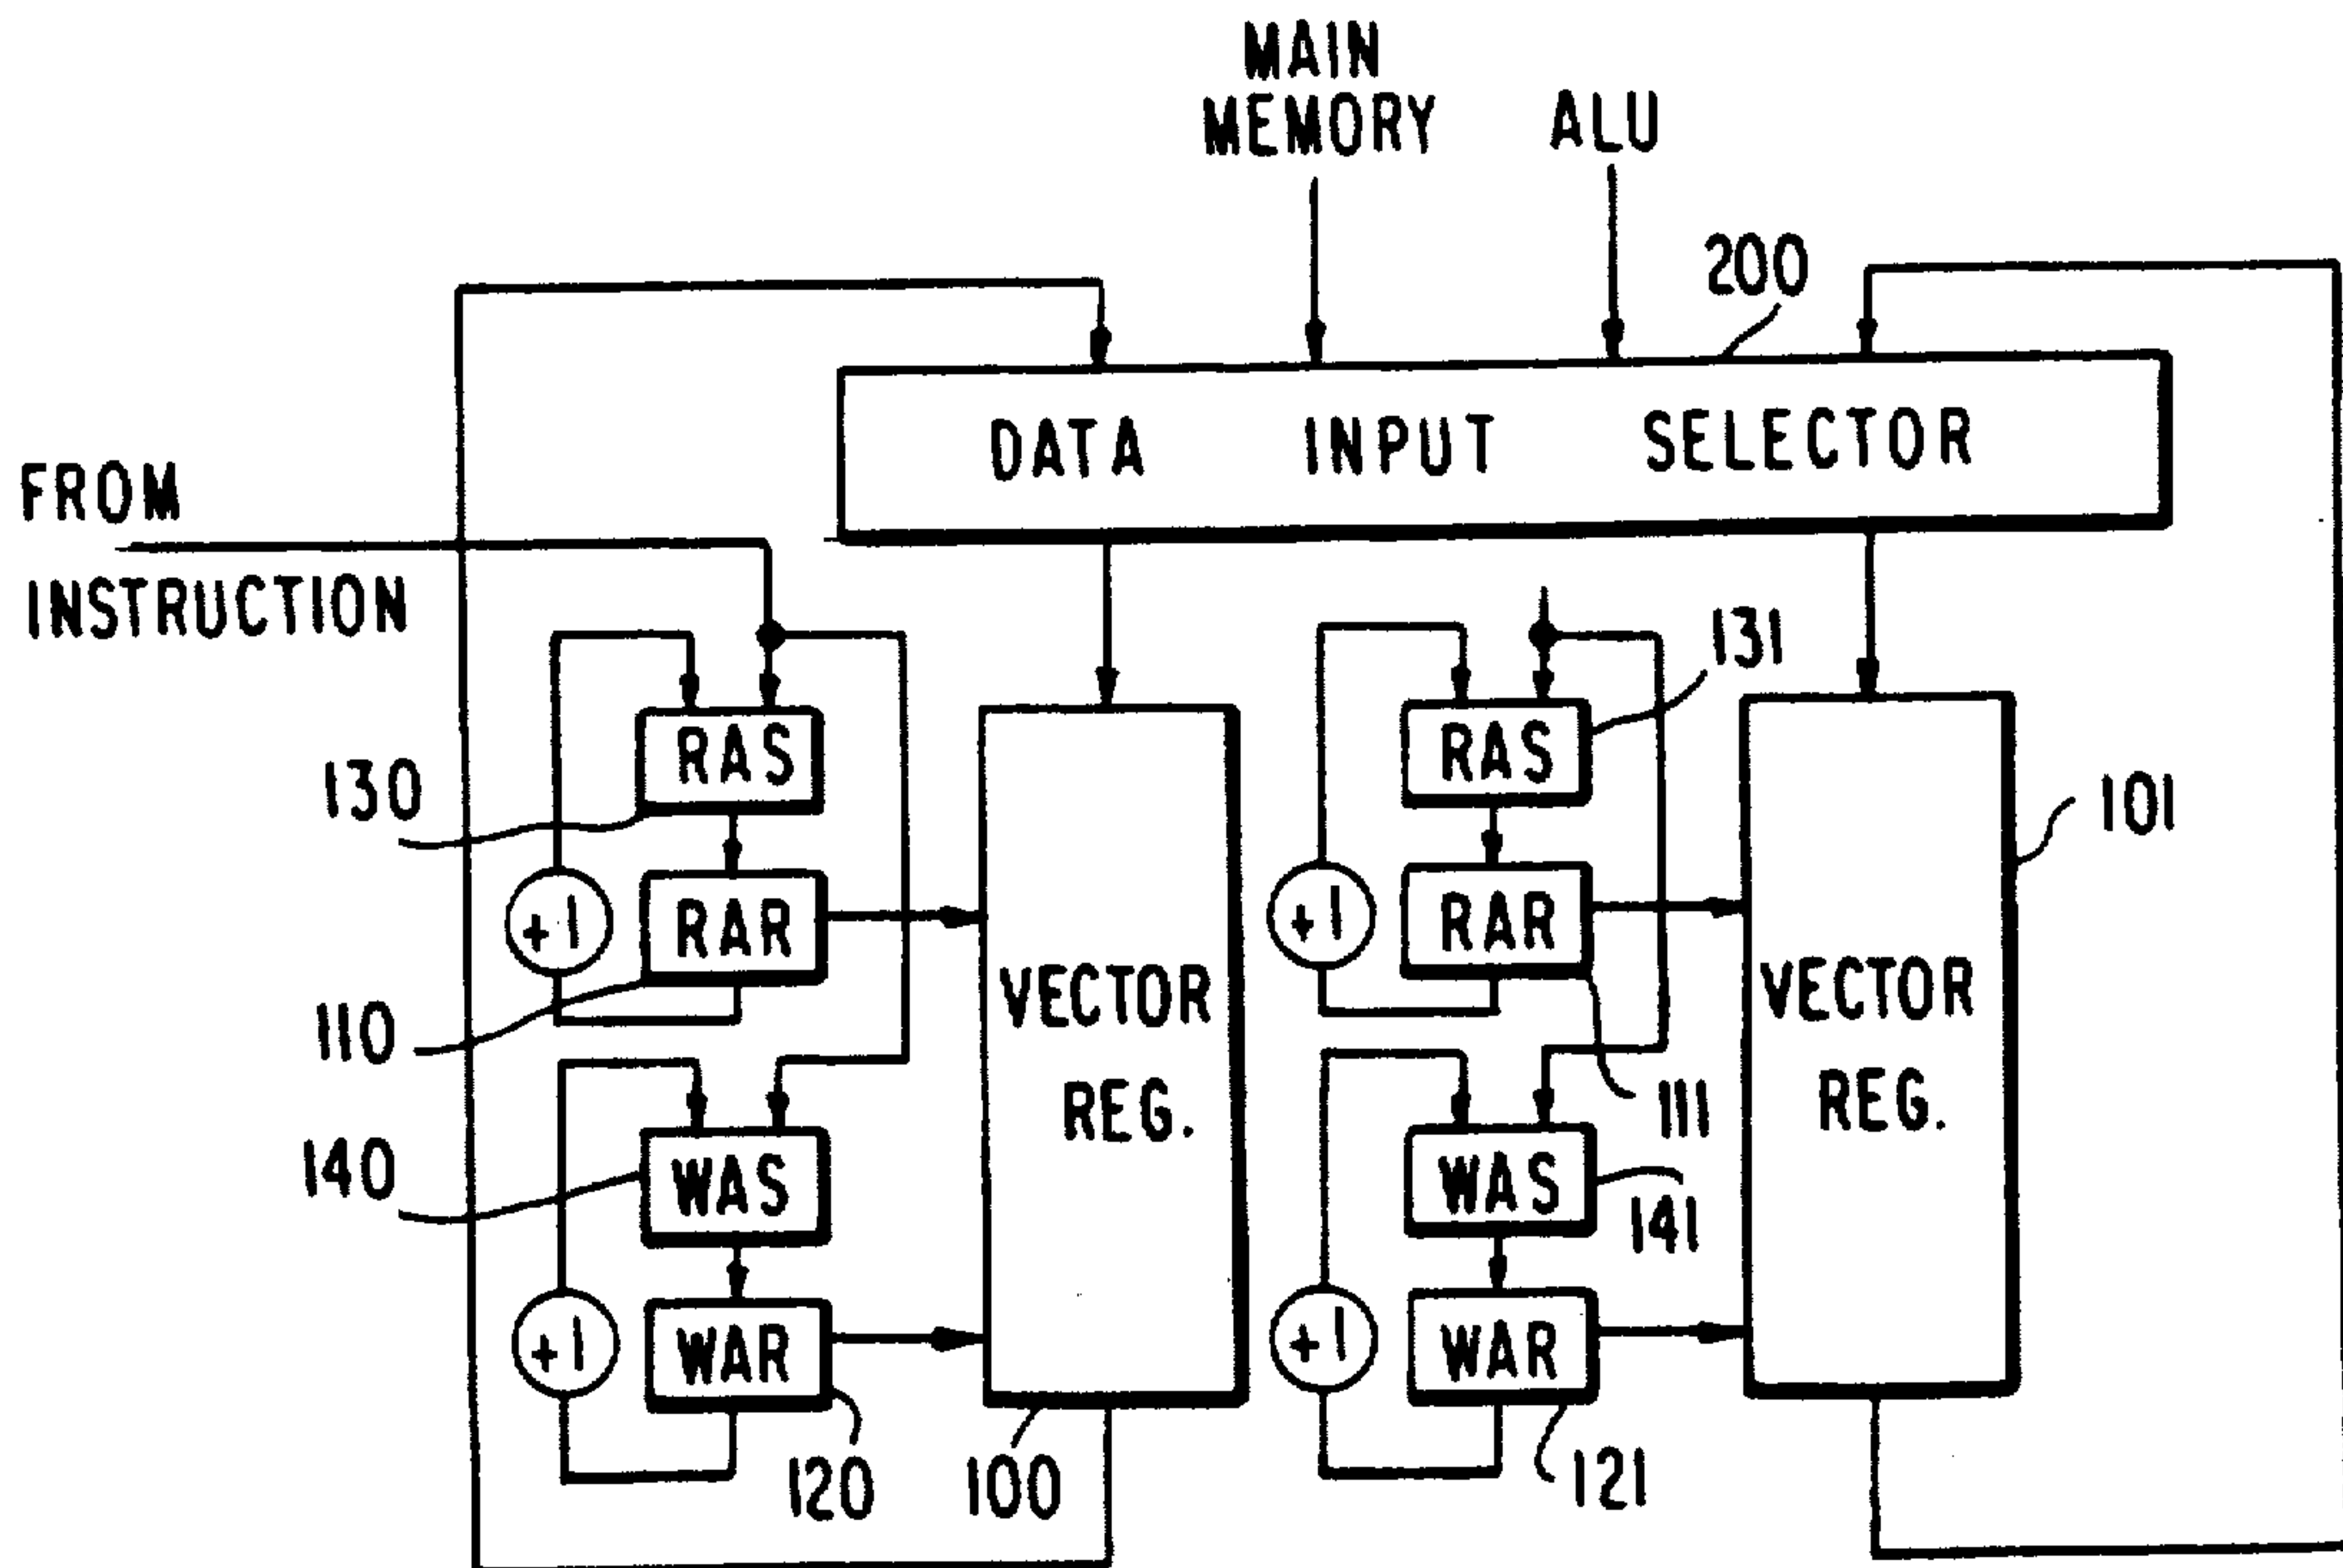 MAIN
MEMORY
ALU
200
DATA INPUT SELECTOR
FROM
INSTRUCTION
131
RAS
RAS
130
101
+1
RAR
+1
RAR
VECTOR
REG.
VECTOR
REG.
110
111
140
WAS
WAS
141
+1
WAR
+1
WAR
120
100
121